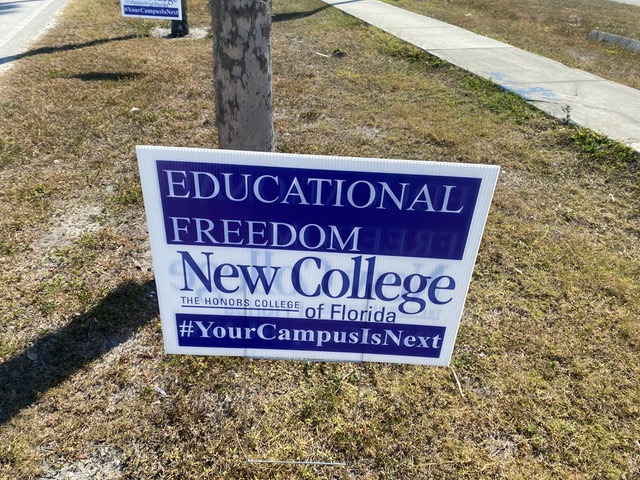 #YourCampusIsNext
EDUCATIONAL
FREEDOM
New College
THE HONORS COLLEGE
of Florida
#YourCampusIsNext